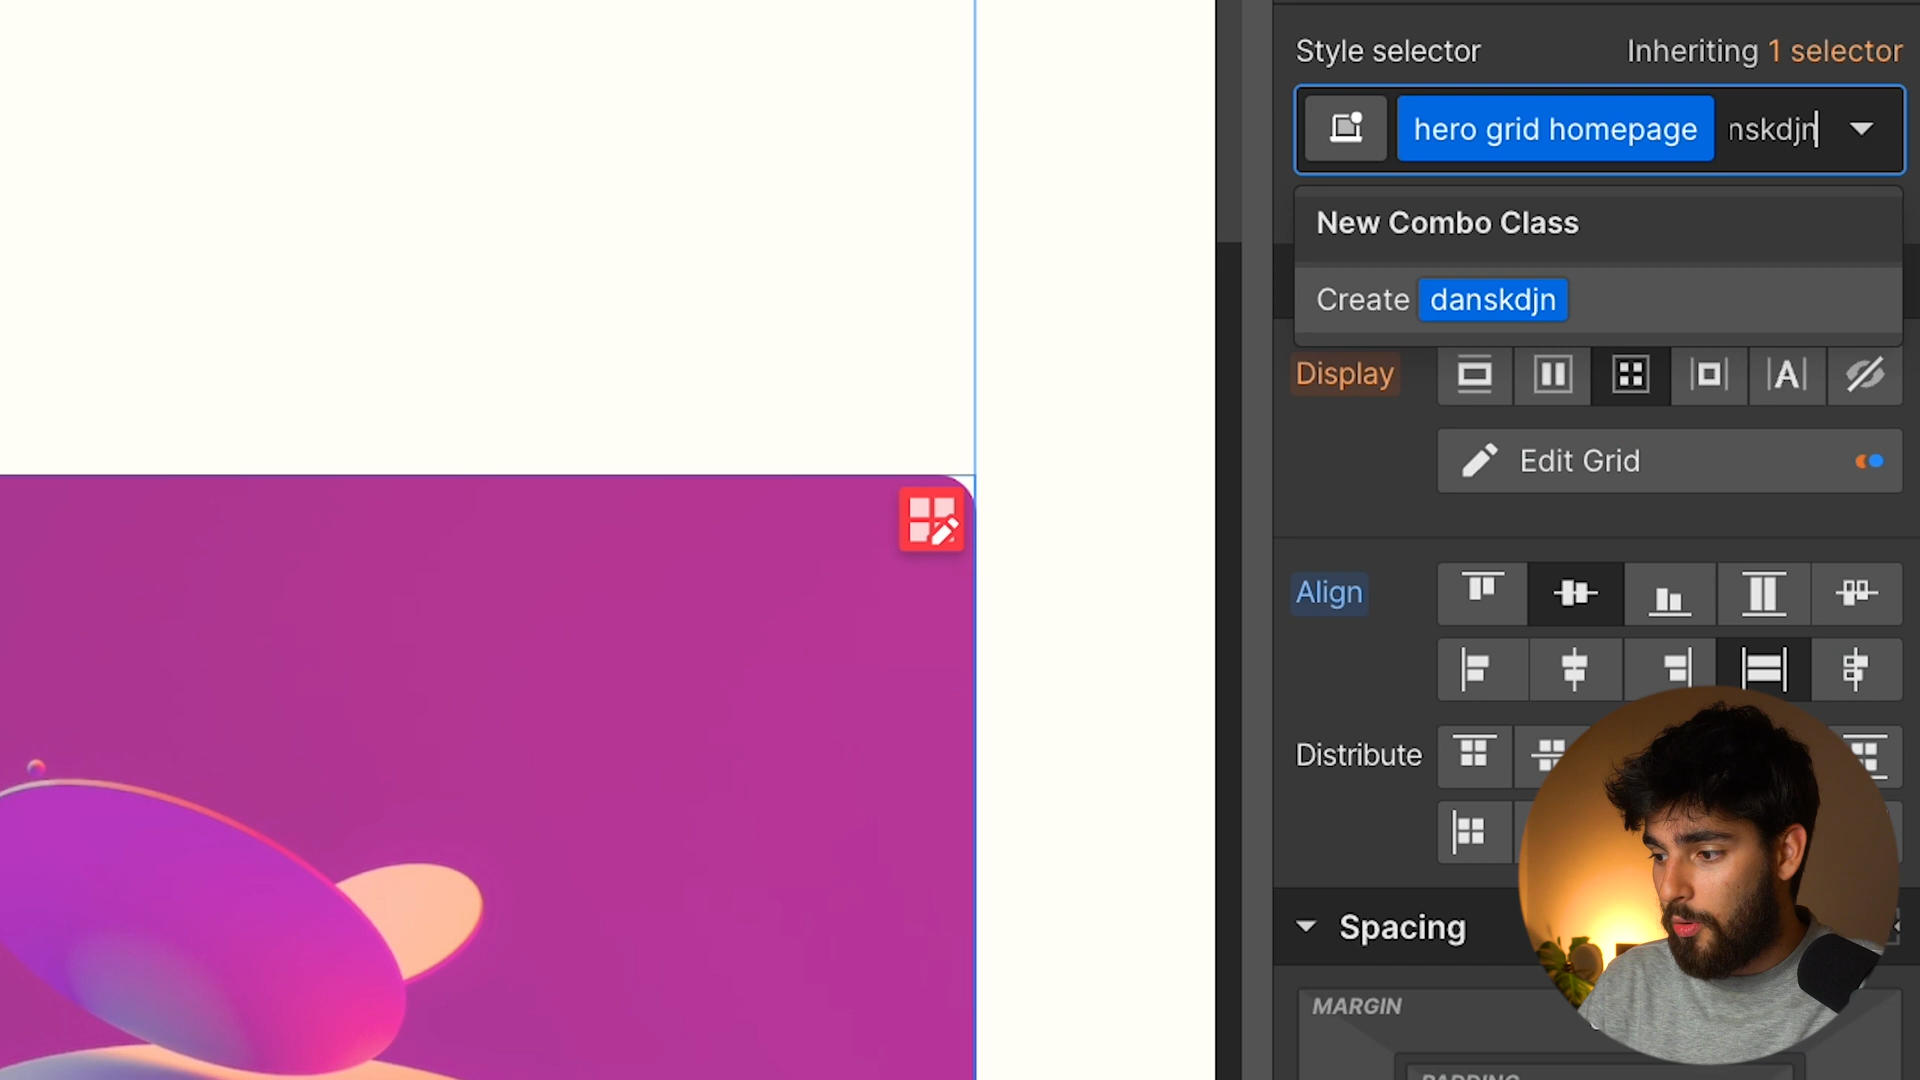 Style selector
Inheriting 1 selector
hero grid homepage
nskdjn
New Combo Class
Create danskdjn
Display
Edit Grid
Align
Distribute
Spacing
MARGIN
PADDING